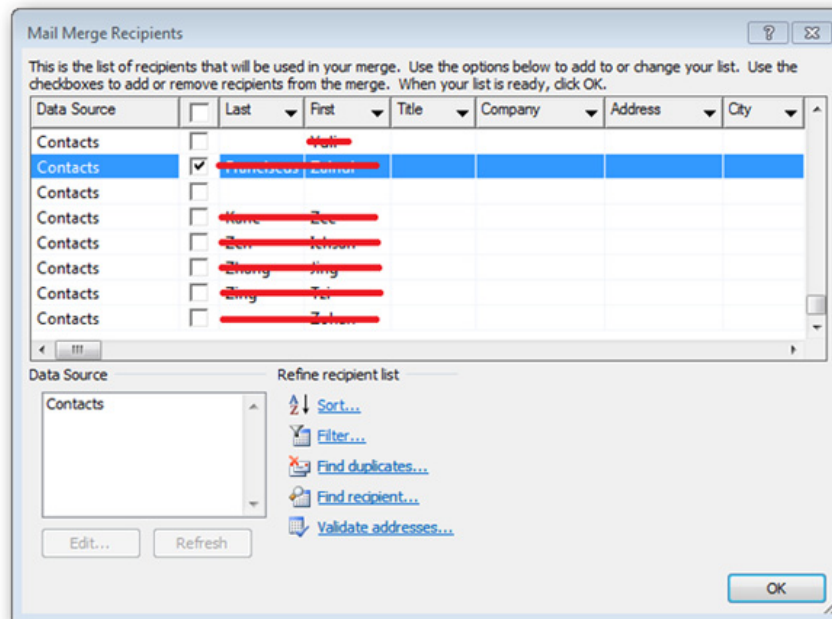 Mail Merge Recipients
This is the list of recipients that will be used in your merge. Use the options below to add to or change your list. Use the
checkboxes to add or remove recipients from the merge. When your list is ready, click OK.
Data Source Last First Title Company Address City
Contacts
Contacts
Contacts
Contacts
Contacts
Contacts
Contacts
Contacts
Data Source Refine recipient list
Contacts
Sort...
Filter...
Find duplicates...
Find recipient...
Validate addresses...
Edit... Refresh
OK